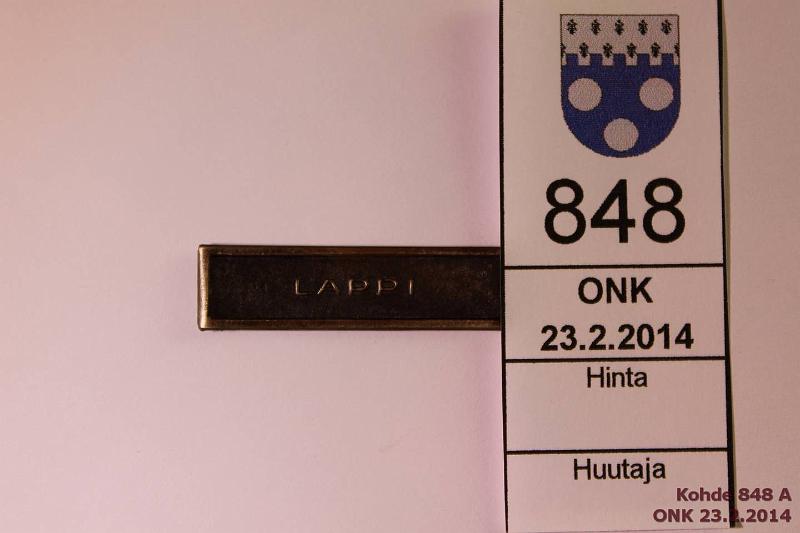 848
LAPPI
ONK
23.2.2014
Hinta
Huutaja
Kohde 848 A
ONK 23.2.2014